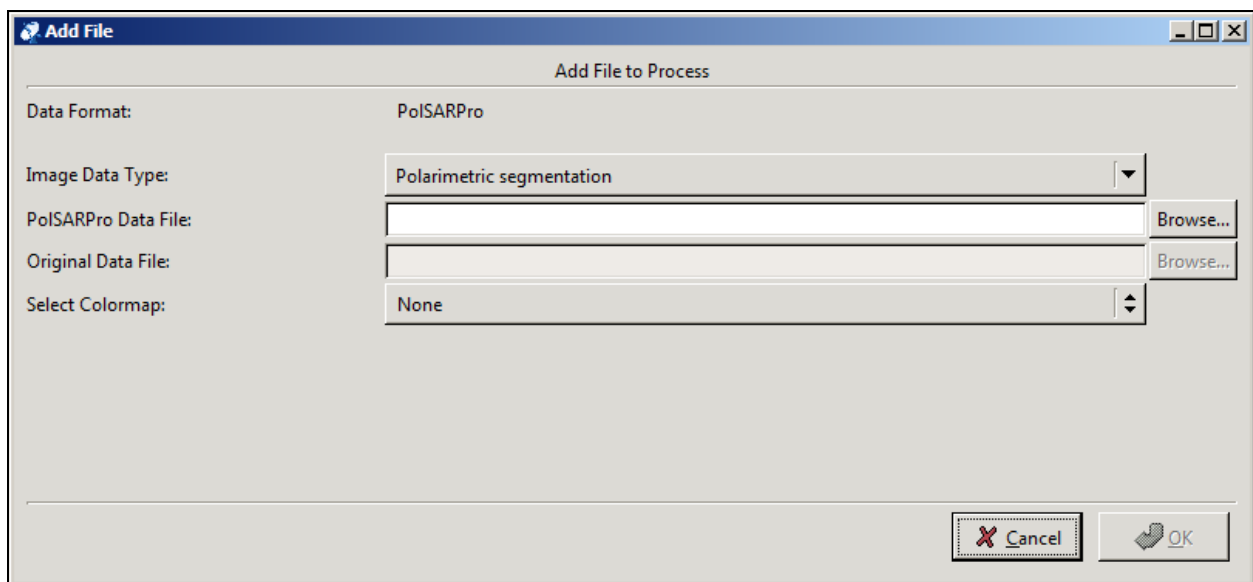 Add File
Add File to Process
Data Format: PolSARPro
Image Data Type: Polarimetric segmentation
PolSARPro Data File: Browse...
Original Data File: Browse...
Select Colormap: None
Cancel OK